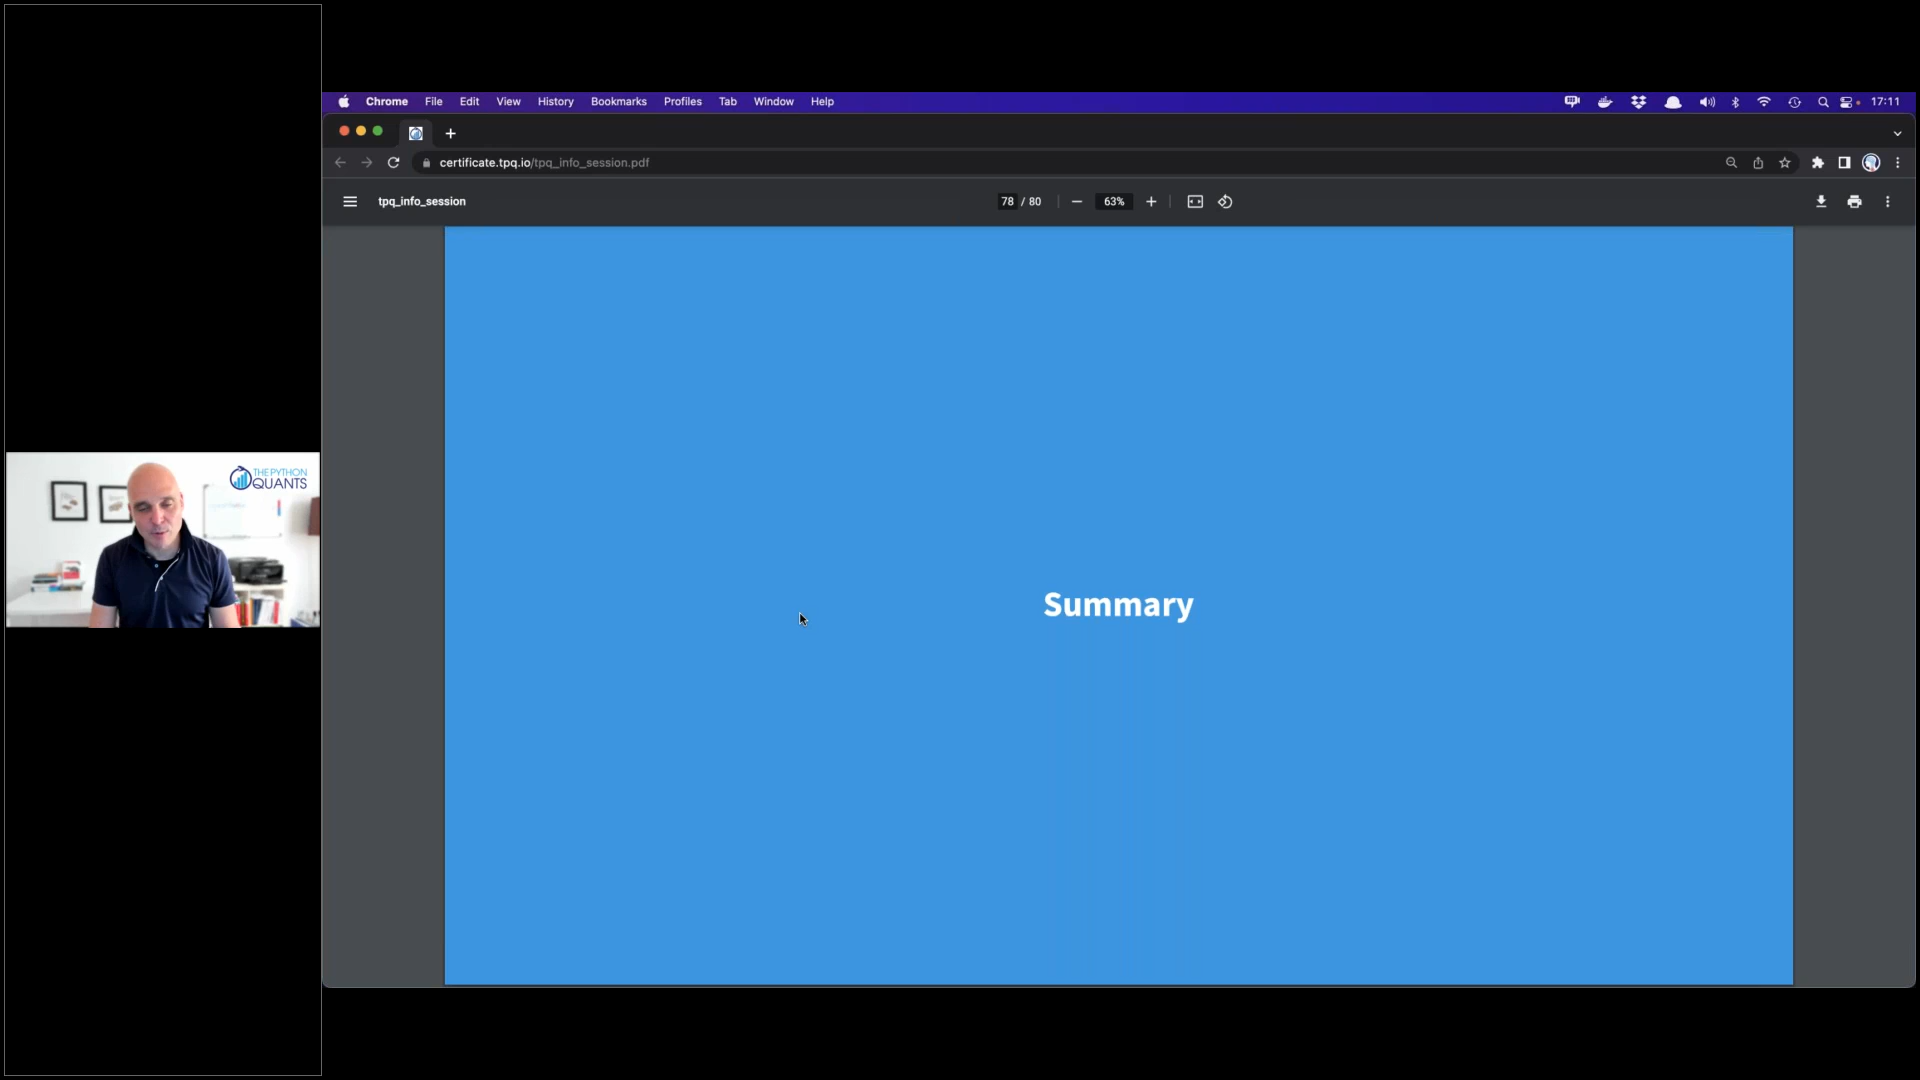 Chrome File Edit View History Bookmarks Profiles Tab Window Help 17:11
certificate.tpq.io/tpq_info_session.pdf
tpq_info_session 78 / 80 63%
THE PYTHON
QUANTS
Summary